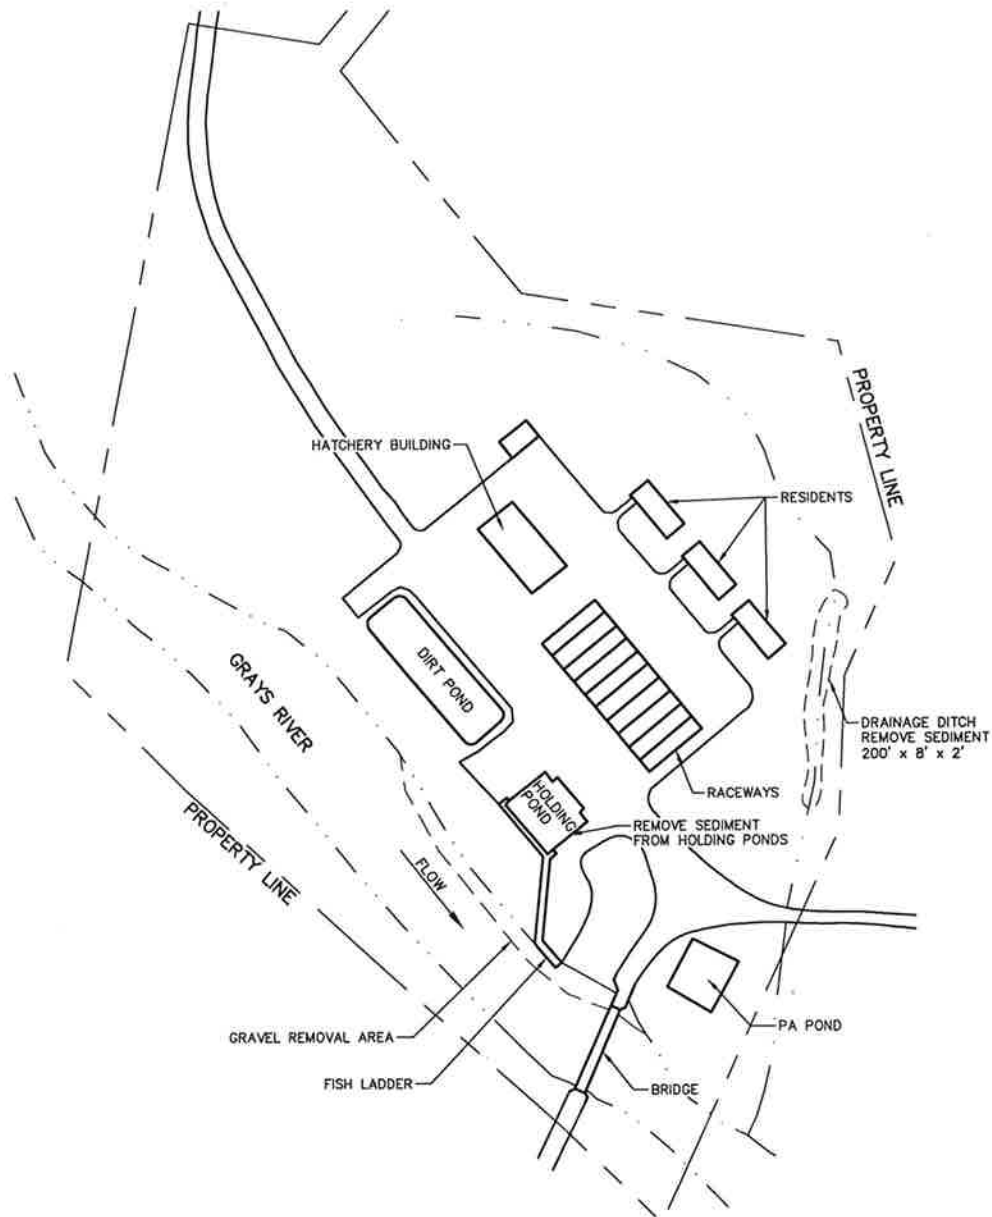 PROPERTY LINE
HATCHERY BUILDING
RESIDENTS
DIRT POND
GRAYS RIVER
DRAINAGE DITCH
REMOVE SEDIMENT
200' x 8' x 2'
RACEWAYS
HOLDING
POND
REMOVE SEDIMENT
FROM HOLDING PONDS
PROPERTY LINE
FLOW
GRAVEL REMOVAL AREA
PA POND
FISH LADDER
BRIDGE